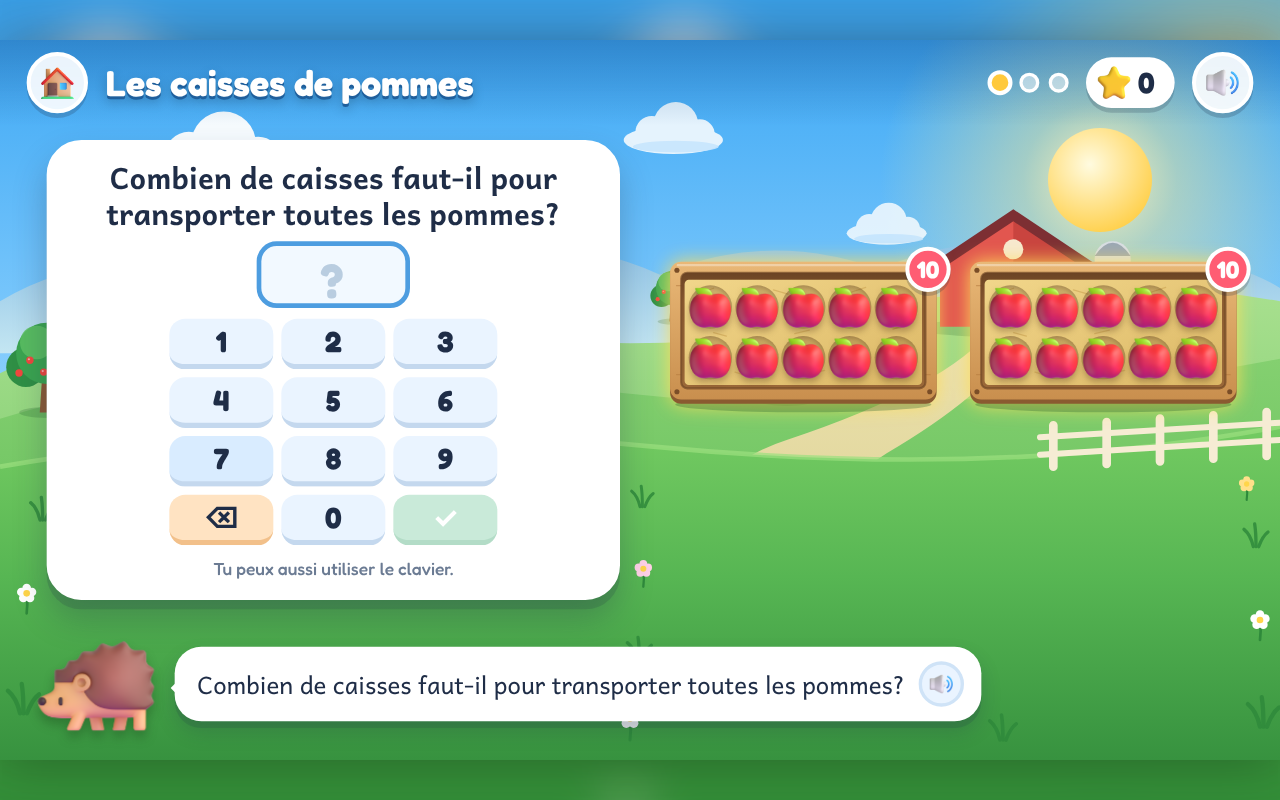 Les caisses de pommes
0
Combien de caisses faut-il pour
transporter toutes les pommes?
?
10
10
1 2 3
4 5 6
7 8 9
0
Tu peux aussi utiliser le clavier.
Combien de caisses faut-il pour transporter toutes les pommes?